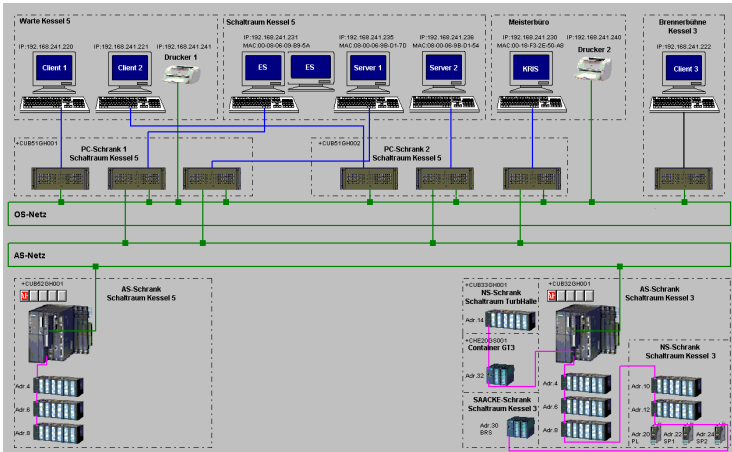 Warte Kessel 5
Schaltraum Kessel 5
Meisterbüro
Brennerbühne
Kessel 3
IP:192.168.241.220
IP:192.168.241.221
IP:192.168.241.241
Drucker 1
IP:192.168.241.231
MAC:00-08-06-09-B9-5A
IP:192.168.241.235
MAC:08-00-06-9B-D1-7D
IP:192.168.241.236
MAC:08-00-06-9B-D1-54
IP:192.168.241.230
MAC:00-18-F3-2E-50-A8
IP:192.168.241.240
Drucker 2
IP:192.168.241.222
Client 1
Client 2
ES
ES
Server 1
Server 2
KRIS
Client 3
+CUB51GH001
PC-Schrank 1
Schaltraum Kessel 5
+CUB51GH002
PC-Schrank 2
Schaltraum Kessel 5
OS-Netz
AS-Netz
+CUB52GH001
AS-Schrank
Schaltraum Kessel 5
Adr.4
Adr.6
Adr.8
+CUB33GH001
NS-Schrank
Schaltraum TurbHalle
Adr.14
+CHE20GS001
Container GT3
Adr.32
SAACKE-Schrank
Schaltraum Kessel 3
Adr.30
BRS
+CUB32GH001
AS-Schrank
Schaltraum Kessel 3
Adr.4
Adr.6
Adr.8
NS-Schrank
Schaltraum Kessel 3
Adr.10
Adr.12
Adr.20
PL
Adr.22
SP1
Adr.24
SP2